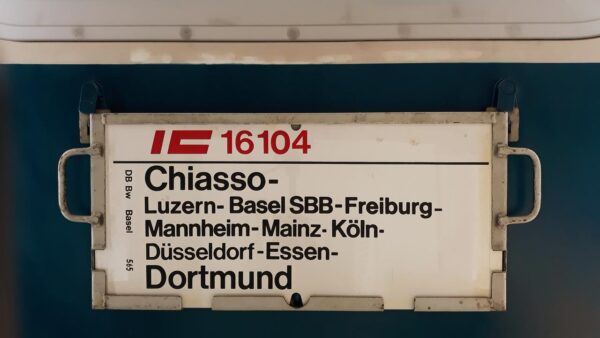 IC 16104
Chiasso-
Luzern- Basel SBB-Freiburg-
Mannheim-Mainz- Köln-
Düsseldorf-Essen-
Dortmund
DB Bw Basel 565